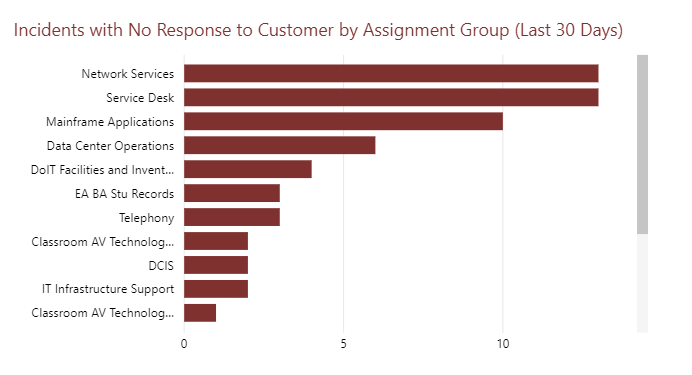 Incidents with No Response to Customer by Assignment Group (Last 30 Days)
Network Services
Service Desk
Mainframe Applications
Data Center Operations
DoIT Facilities and Invent...
EA BA Stu Records
Telephony
Classroom AV Technolog...
DCIS
IT Infrastructure Support
Classroom AV Technolog...
0 5 10